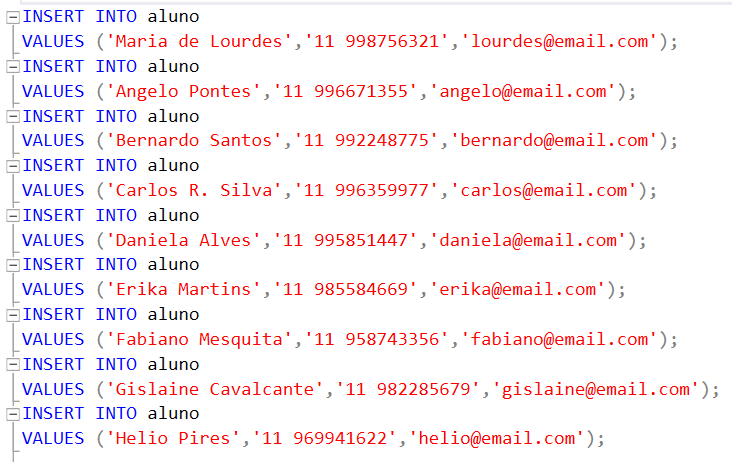 INSERT INTO aluno
VALUES ('Maria de Lourdes','11 998756321','lourdes@email.com');
INSERT INTO aluno
VALUES ('Angelo Pontes','11 996671355','angelo@email.com');
INSERT INTO aluno
VALUES ('Bernardo Santos','11 992248775','bernardo@email.com');
INSERT INTO aluno
VALUES ('Carlos R. Silva','11 996359977','carlos@email.com');
INSERT INTO aluno
VALUES ('Daniela Alves','11 995851447','daniela@email.com');
INSERT INTO aluno
VALUES ('Erika Martins','11 985584669','erika@email.com');
INSERT INTO aluno
VALUES ('Fabiano Mesquita','11 958743356','fabiano@email.com');
INSERT INTO aluno
VALUES ('Gislaine Cavalcante','11 982285679','gislaine@email.com');
INSERT INTO aluno
VALUES ('Helio Pires','11 969941622','helio@email.com');